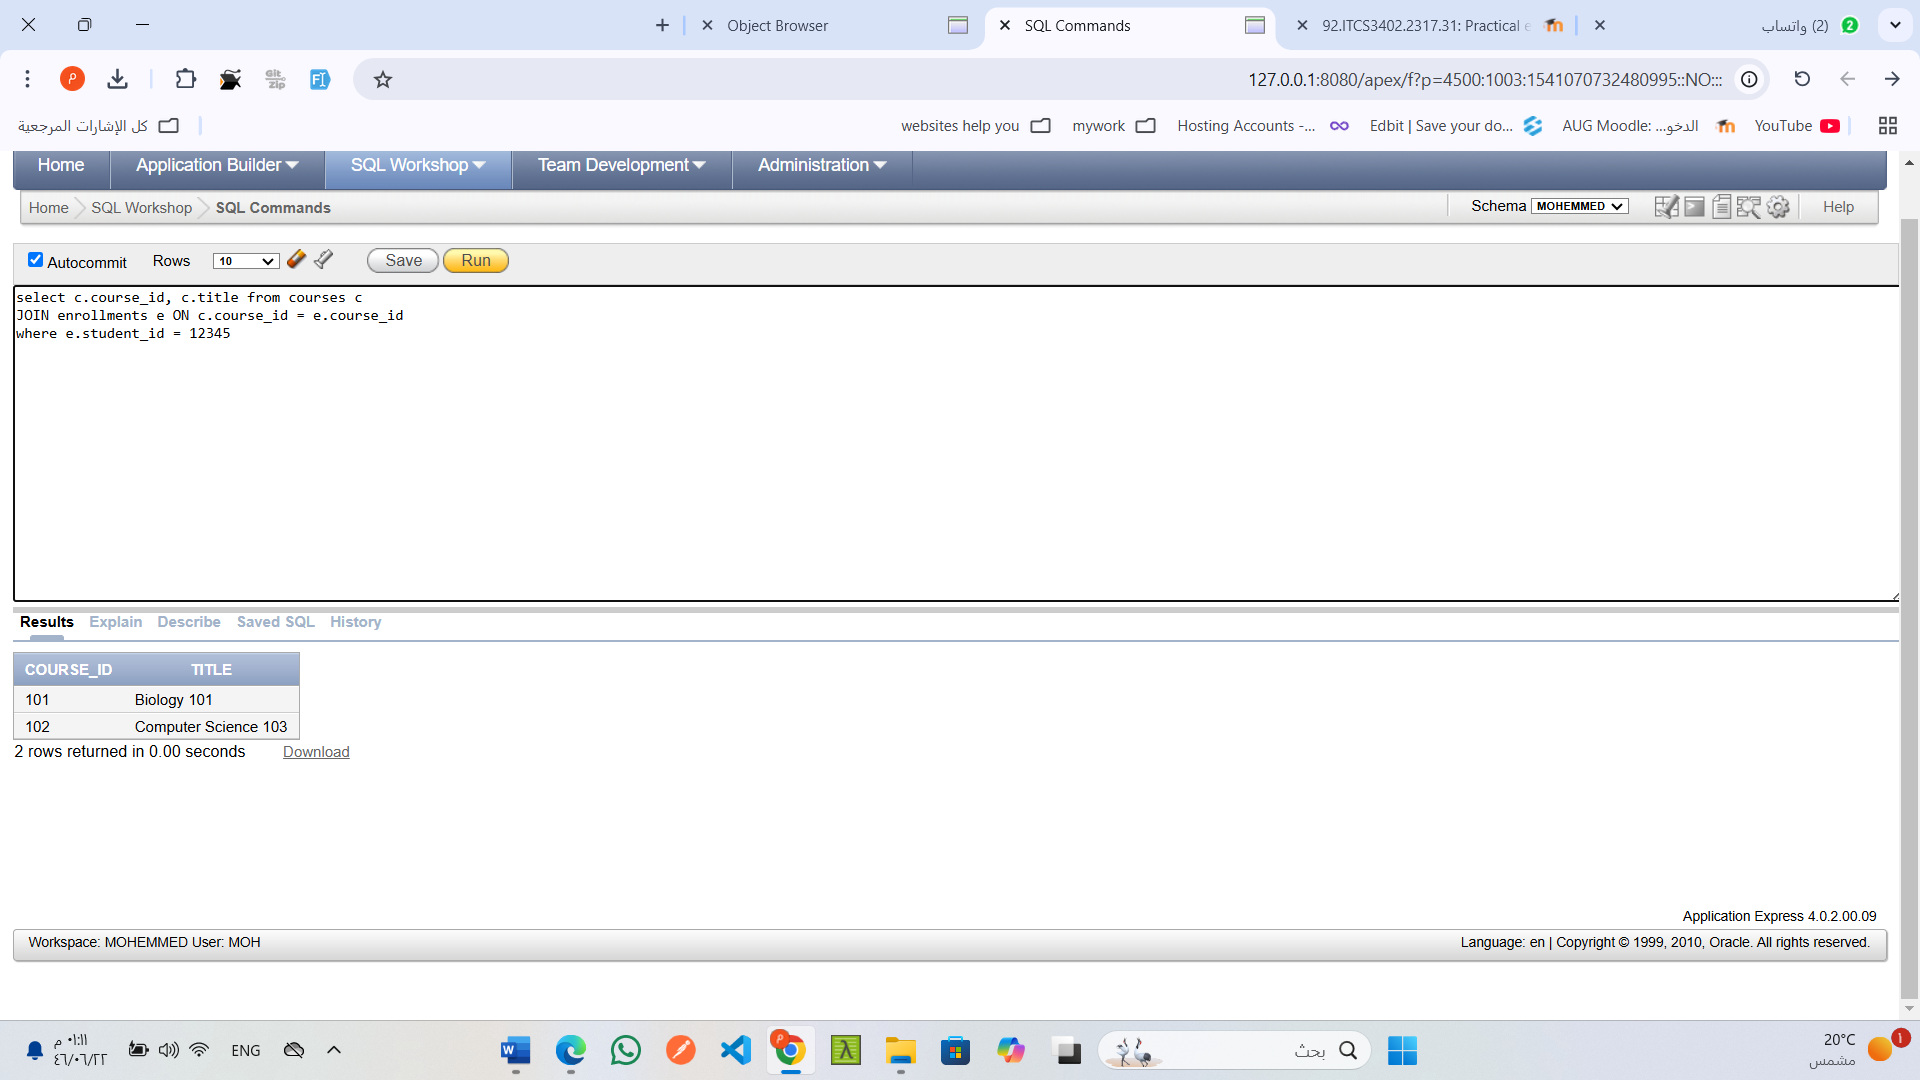 Object Browser
SQL Commands
92.ITCS3402.2317.31: Practical e
(2) واتساب
127.0.0.1:8080/apex/f?p=4500:1003:1541070732480995::NO:::
كل الإشارات المرجعية
websites help you
mywork
Hosting Accounts -...
Edbit | Save your do...
AUG Moodle: الدخو...
YouTube
Home
Application Builder
SQL Workshop
Team Development
Administration
Home
SQL Workshop
SQL Commands
Schema
MOHEMMED
Help
Autocommit
Rows
10
Save
Run
select c.course_id, c.title from courses c
JOIN enrollments e ON c.course_id = e.course_id
where e.student_id = 12345
Results Explain Describe Saved SQL History
COURSE_ID TITLE
101 Biology 101
102 Computer Science 103
2 rows returned in 0.00 seconds Download
Application Express 4.0.2.00.09
Workspace: MOHEMMED User: MOH
Language: en | Copyright © 1999, 2010, Oracle. All rights reserved.
٠١:١١ م
٤٦/٠٦/٢٢
ENG
بحث
20°C
مشمس
١